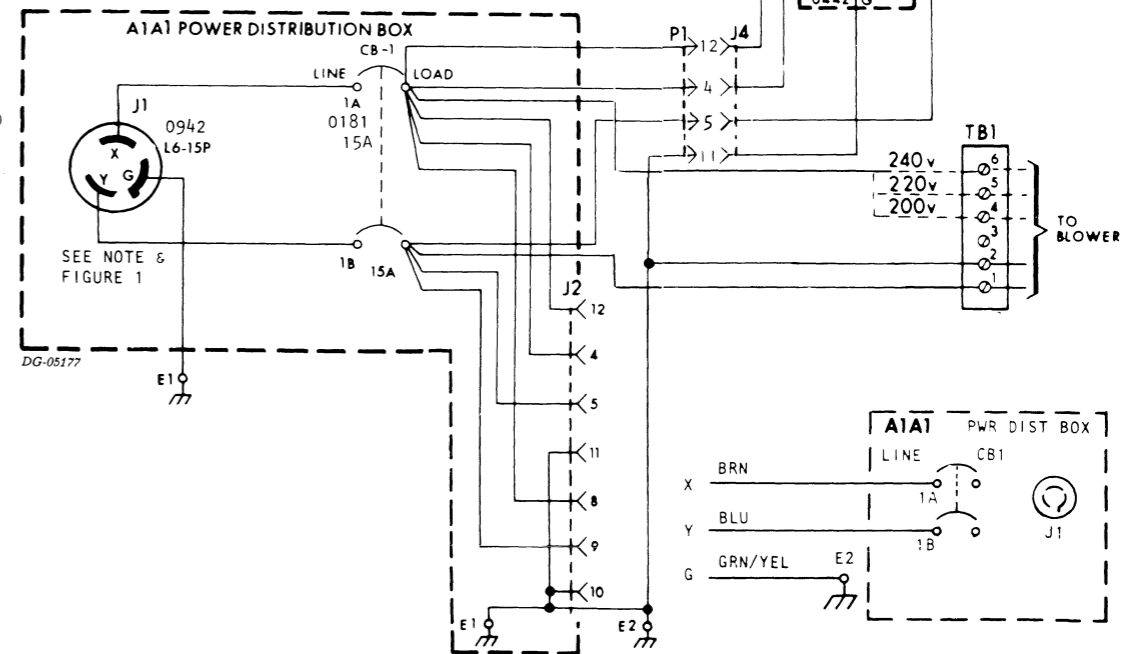 0442 G
A1A1 POWER DISTRIBUTION BOX
CB-1
P1 J4
12
LINE LOAD
4
J1
1A
0942
0181
L6-15P
15A
5
11
X
Y G
TB1
240v 6
220v 5
200v 4
3
2
1
TO
BLOWER
SEE NOTE &
FIGURE 1
1B 15A
J2
12
DG-05177
4
E1
5
11
8
9
10
E1
E2
A1A1 PWR DIST BOX
LINE CB1
X BRN
1A
Y BLU
1B
J1
G GRN/YEL E2